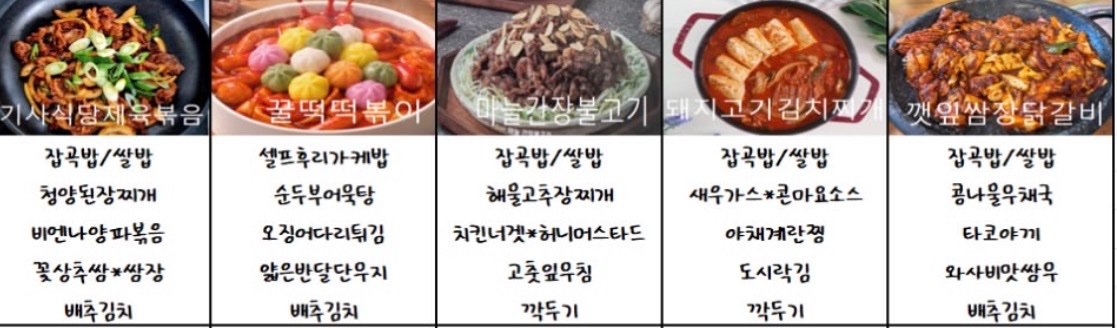 기사식당제육볶음
잡곡밥/쌀밥
청양된장찌개
비엔나양파볶음
꽃상추쌈*쌈장
배추김치
꿀떡떡볶이
셀프후리가케밥
순두부어묵탕
오징어다리튀김
얇은반달단무지
배추김치
마늘간장불고기
잡곡밥/쌀밥
해물고추장찌개
치킨너겟*허니머스타드
고춧잎무침
깍두기
돼지고기김치찌개
잡곡밥/쌀밥
새우가스*콘마요소스
야채계란찜
도시락김
깍두기
깻잎쌈장닭갈비
잡곡밥/쌀밥
콩나물무채국
타코야끼
와사비맛쌈무
배추김치